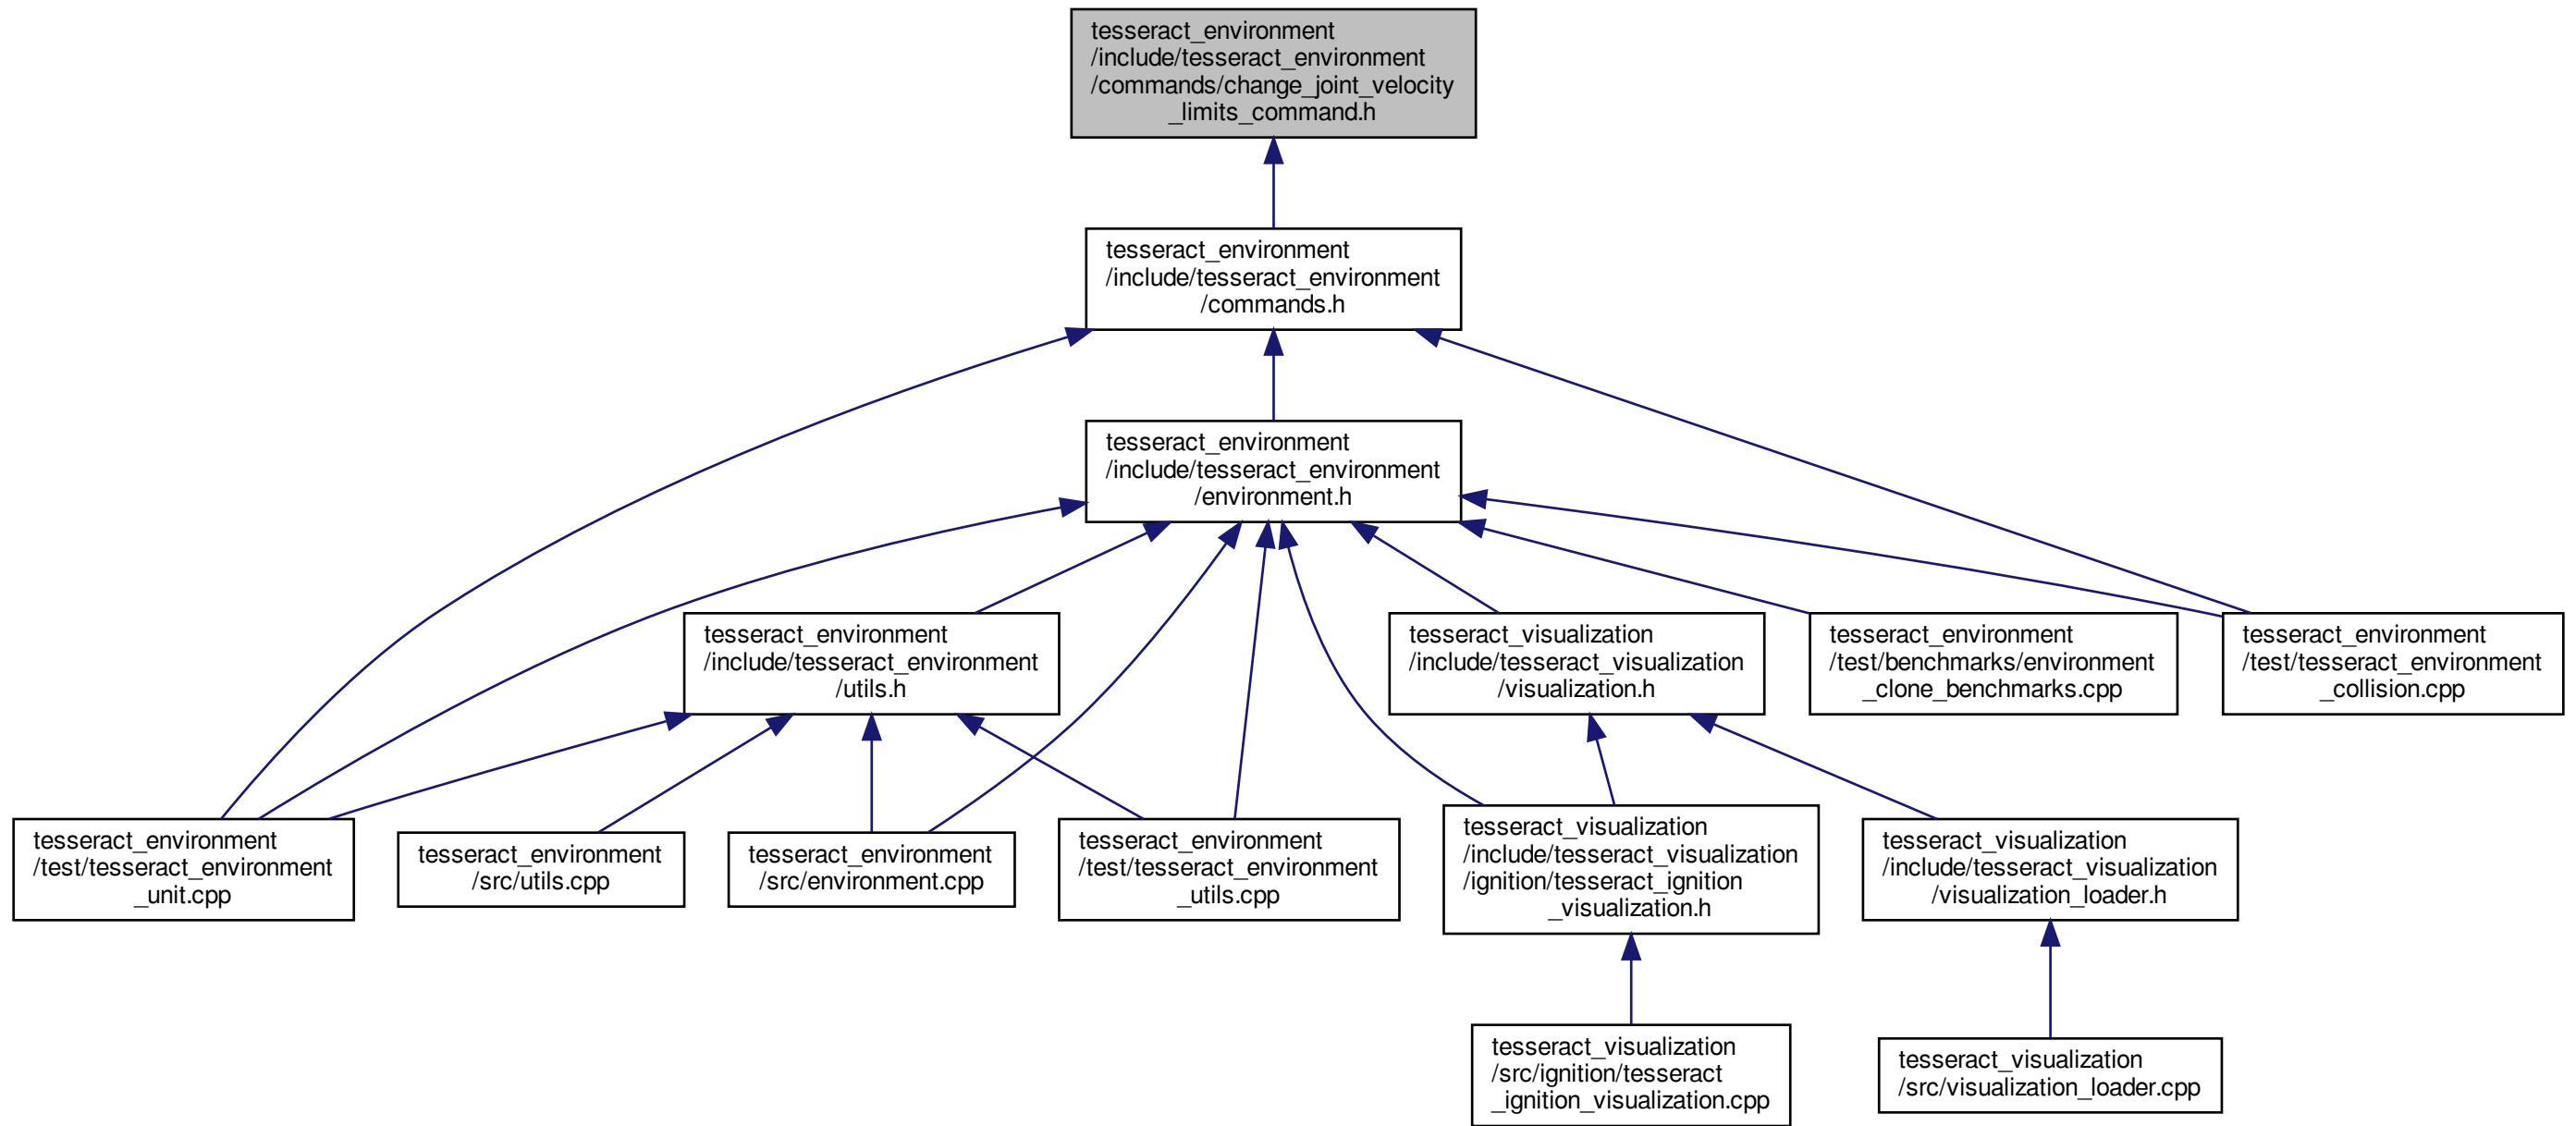 tesseract_environment
/include/tesseract_environment
/commands/change_joint_velocity
_limits_command.h
tesseract_environment
/include/tesseract_environment
/commands.h
tesseract_environment
/include/tesseract_environment
/environment.h
tesseract_environment
/include/tesseract_environment
/utils.h
tesseract_visualization
/include/tesseract_visualization
/visualization.h
tesseract_environment
/test/benchmarks/environment
_clone_benchmarks.cpp
tesseract_environment
/test/tesseract_environment
_collision.cpp
tesseract_environment
/test/tesseract_environment
_unit.cpp
tesseract_environment
/src/utils.cpp
tesseract_environment
/src/environment.cpp
tesseract_environment
/test/tesseract_environment
_utils.cpp
tesseract_visualization
/include/tesseract_visualization
/ignition/tesseract_ignition
_visualization.h
tesseract_visualization
/include/tesseract_visualization
/visualization_loader.h
tesseract_visualization
/src/ignition/tesseract
_ignition_visualization.cpp
tesseract_visualization
/src/visualization_loader.cpp